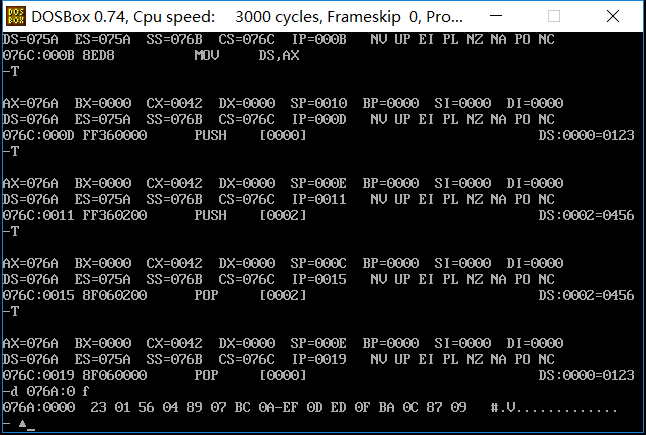 DOSBox 0.74, Cpu speed: 3000 cycles, Frameskip 0, Pro...
DS=075A ES=075A SS=076B CS=076C IP=000B NV UP EI PL NZ NA PO NC
076C:000B 8ED8 MOV DS,AX
-T
AX=076A BX=0000 CX=0042 DX=0000 SP=0010 BP=0000 SI=0000 DI=0000
DS=076A ES=075A SS=076B CS=076C IP=000D NV UP EI PL NZ NA PO NC
076C:000D FF360000 PUSH [0000] DS:0000=0123
-T
AX=076A BX=0000 CX=0042 DX=0000 SP=000E BP=0000 SI=0000 DI=0000
DS=076A ES=075A SS=076B CS=076C IP=0011 NV UP EI PL NZ NA PO NC
076C:0011 FF360200 PUSH [0002] DS:0002=0456
-T
AX=076A BX=0000 CX=0042 DX=0000 SP=000C BP=0000 SI=0000 DI=0000
DS=076A ES=075A SS=076B CS=076C IP=0015 NV UP EI PL NZ NA PO NC
076C:0015 8F060200 POP [0002] DS:0002=0456
-T
AX=076A BX=0000 CX=0042 DX=0000 SP=000E BP=0000 SI=0000 DI=0000
DS=076A ES=075A SS=076B CS=076C IP=0019 NV UP EI PL NZ NA PO NC
076C:0019 8F060000 POP [0000] DS:0000=0123
-d 076A:0 f
076A:0000 23 01 56 04 89 07 BC 0A-EF 0D ED 0F BA 0C 87 09 #.V.............
- ▲_